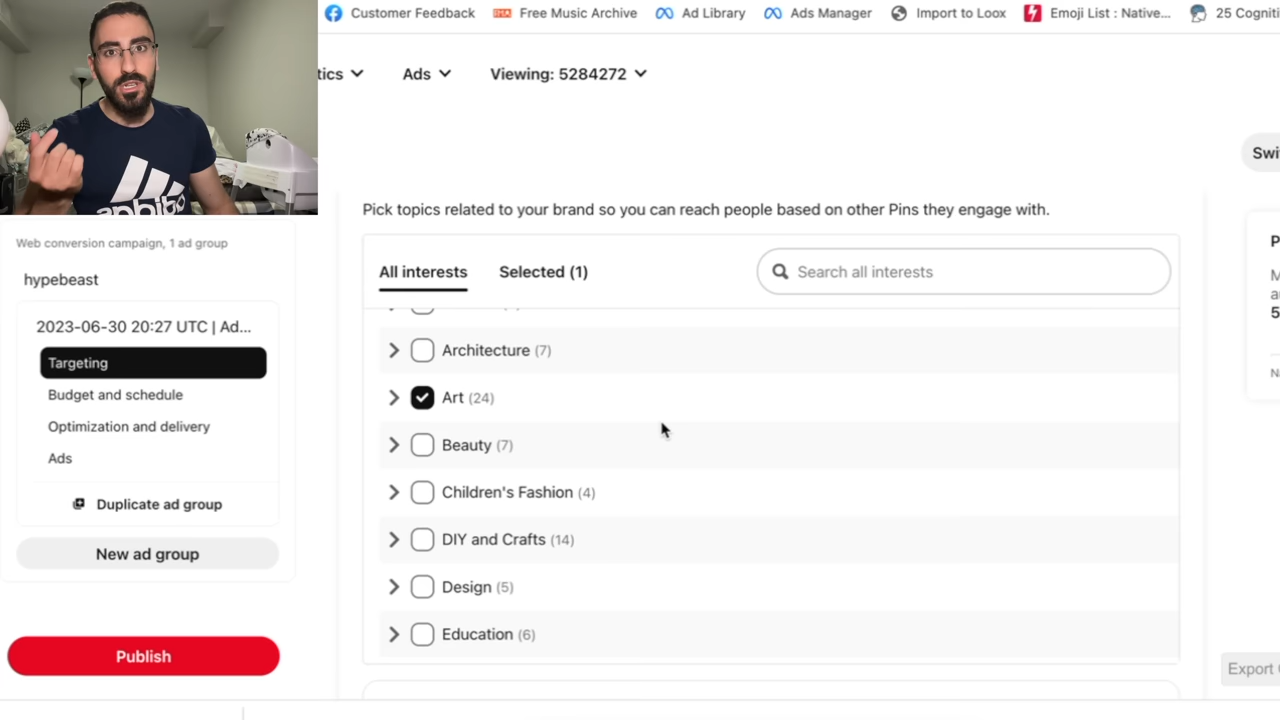 Customer Feedback
Free Music Archive
Ad Library
Ads Manager
Import to Loox
Emoji List : Native...
25 Cogniti
tics
Ads
Viewing: 5284272
Swi
Pick topics related to your brand so you can reach people based on other Pins they engage with.
Web conversion campaign, 1 ad group
hypebeast
2023-06-30 20:27 UTC | Ad...
Targeting
Budget and schedule
Optimization and delivery
Ads
Duplicate ad group
New ad group
Publish
All interests
Selected (1)
Search all interests
Architecture (7)
Art (24)
Beauty (7)
Children's Fashion (4)
DIY and Crafts (14)
Design (5)
Education (6)
P
M
5
Export